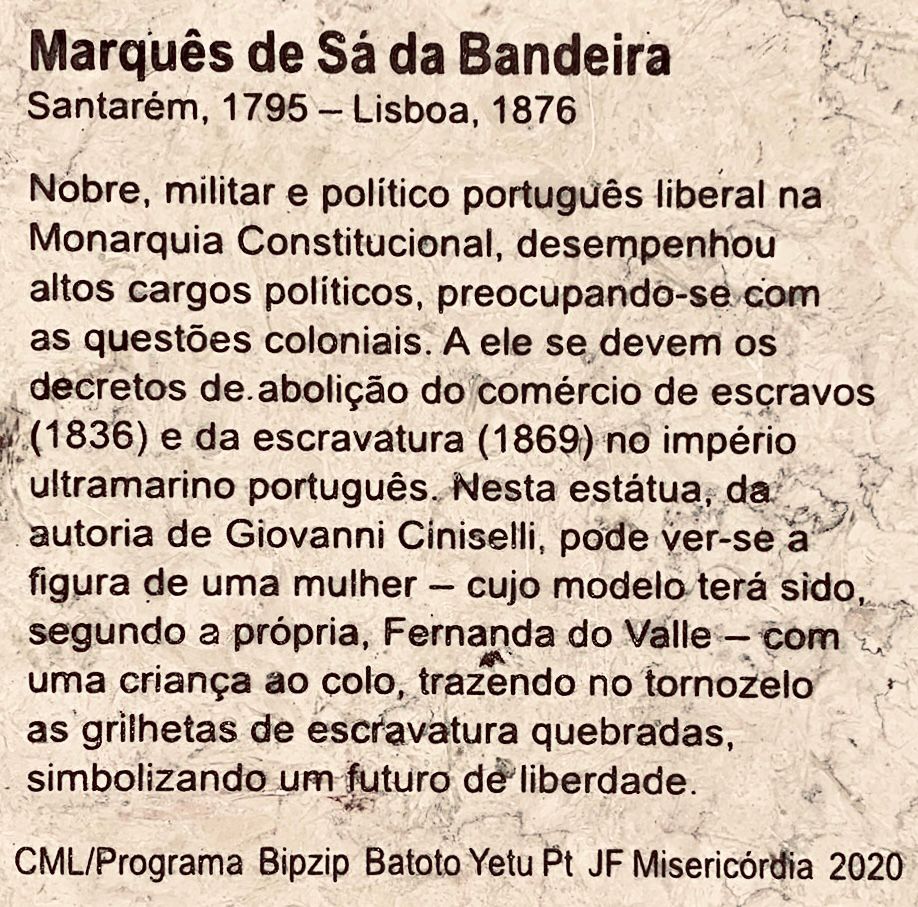 Marquês de Sá da Bandeira
Santarém, 1795 – Lisboa, 1876
Nobre, militar e político português liberal na
Monarquia Constitucional, desempenhou
altos cargos políticos, preocupando-se com
as questões coloniais. A ele se devem os
decretos de abolição do comércio de escravos
(1836) e da escravatura (1869) no império
ultramarino português. Nesta estátua, da
autoria de Giovanni Ciniselli, pode ver-se a
figura de uma mulher – cujo modelo terá sido,
segundo a própria, Fernanda do Valle – com
uma criança ao colo, trazendo no tornozelo
as grilhetas de escravatura quebradas,
simbolizando um futuro de liberdade.
CML/Programa Bipzip Batoto Yetu Pt JF Misericórdia 2020